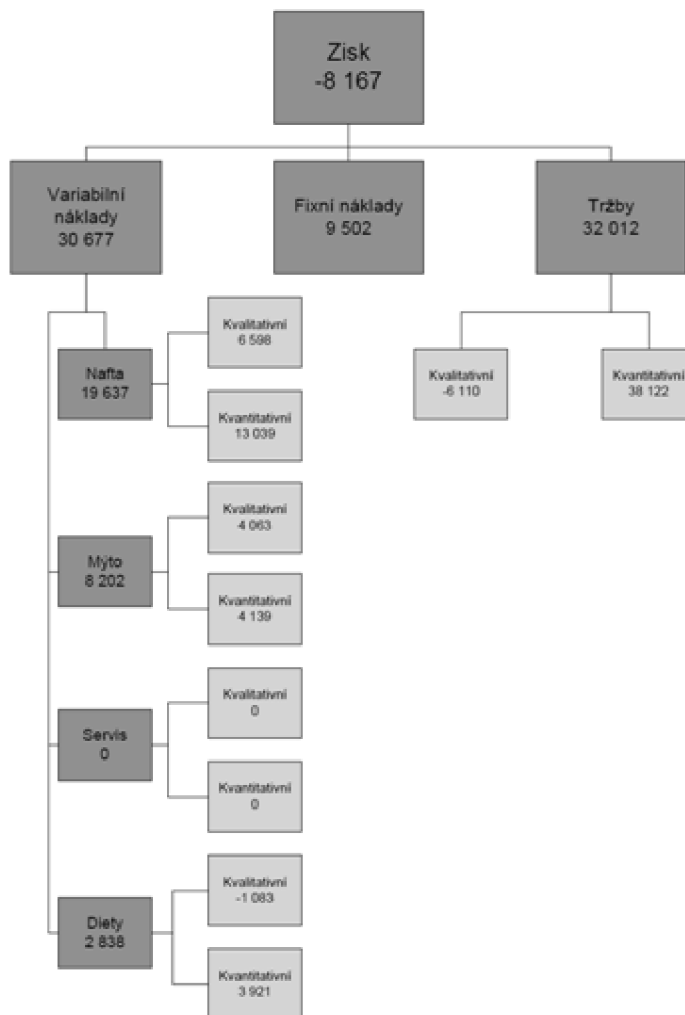 Zisk
-8 167
Variabilní
náklady
30 677
Fixní náklady
9 502
Tržby
32 012
Kvalitativní
-6 110
Kvantitativní
38 122
Nafta
19 637
Kvalitativní
6 598
Kvantitativní
13 039
Mýto
8 202
Kvalitativní
4 063
Kvantitativní
4 139
Servis
0
Kvalitativní
0
Kvantitativní
0
Diety
2 838
Kvalitativní
-1 083
Kvantitativní
3 921